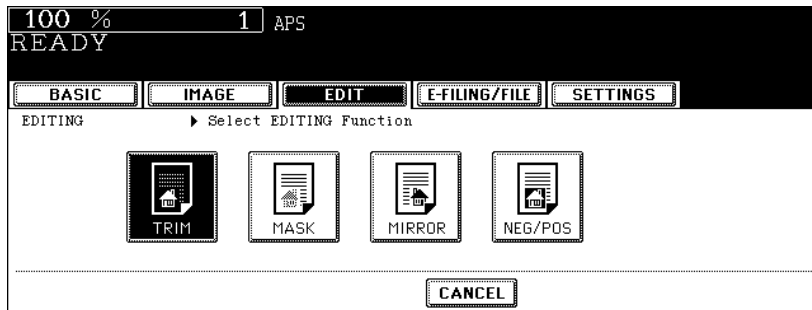 100 % 1 APS
READY
BASIC IMAGE EDIT E-FILING/FILE SETTINGS
EDITING ▶ Select EDITING Function
TRIM MASK MIRROR NEG/POS
CANCEL